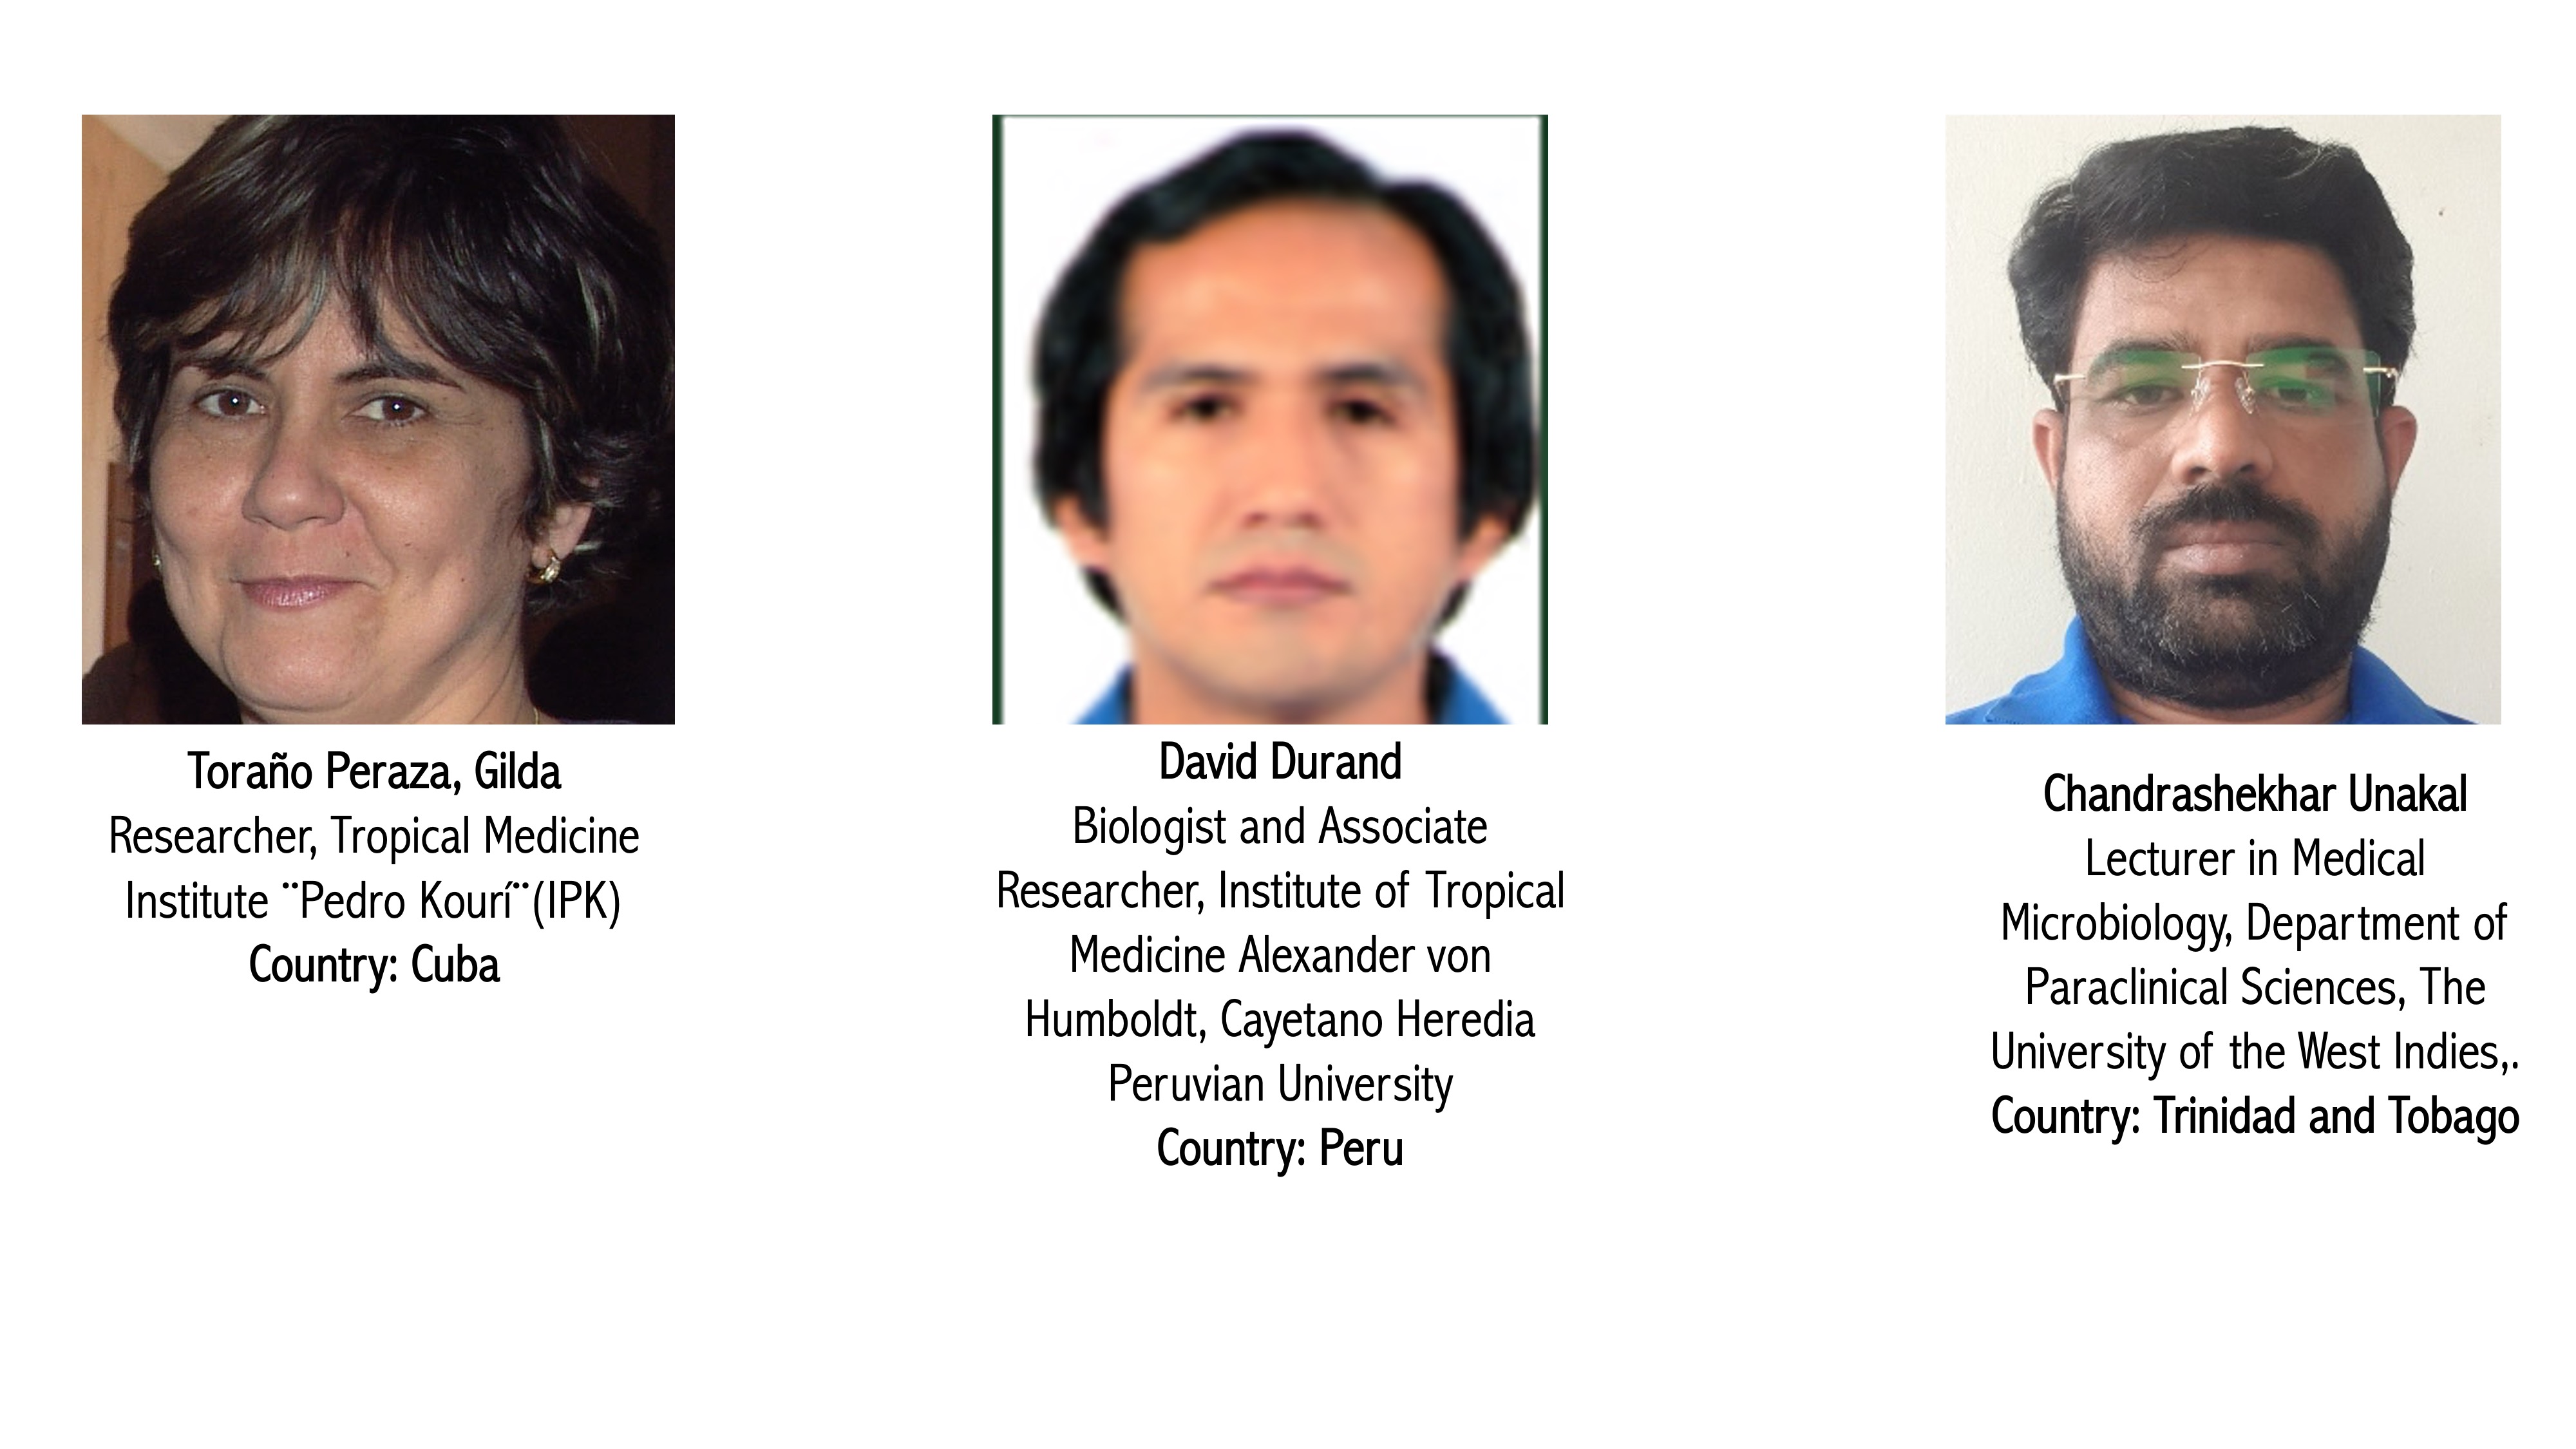 Toraño Peraza, Gilda
Researcher, Tropical Medicine
Institute ¨Pedro Kourí¨(IPK)
Country: Cuba
David Durand
Biologist and Associate
Researcher, Institute of Tropical
Medicine Alexander von
Humboldt, Cayetano Heredia
Peruvian University
Country: Peru
Chandrashekhar Unakal
Lecturer in Medical
Microbiology, Department of
Paraclinical Sciences, The
University of the West Indies,.
Country: Trinidad and Tobago